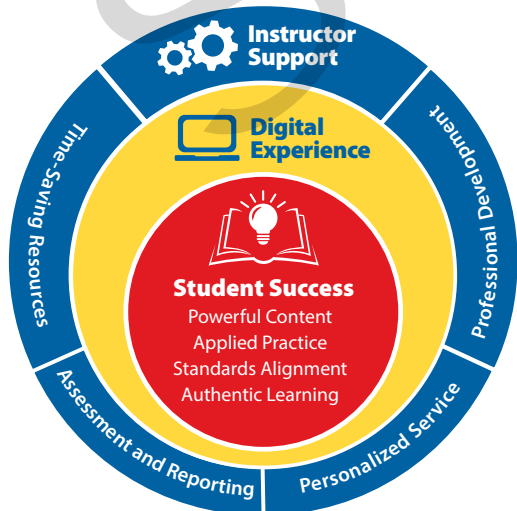 Instructor
Support
Digital
Experience
Student Success
Powerful Content
Applied Practice
Standards Alignment
Authentic Learning
Time-Saving Resources
Professional Development
Assessment and Reporting
Personalized Service